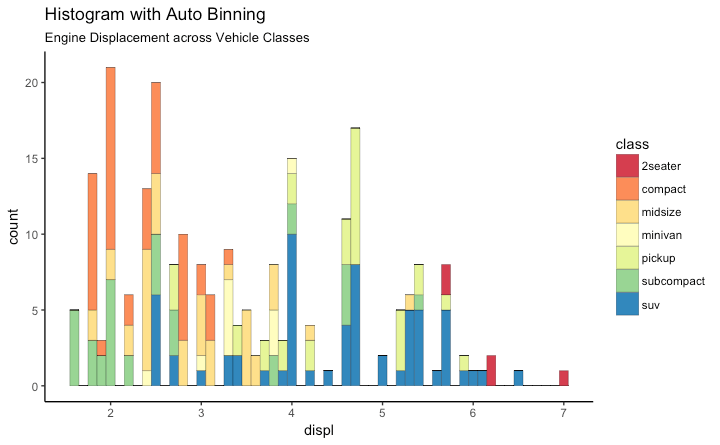 Histogram with Auto Binning
Engine Displacement across Vehicle Classes
count
20
15
10
5
0
2
3
4
5
6
7
displ
class
2seater
compact
midsize
minivan
pickup
subcompact
suv